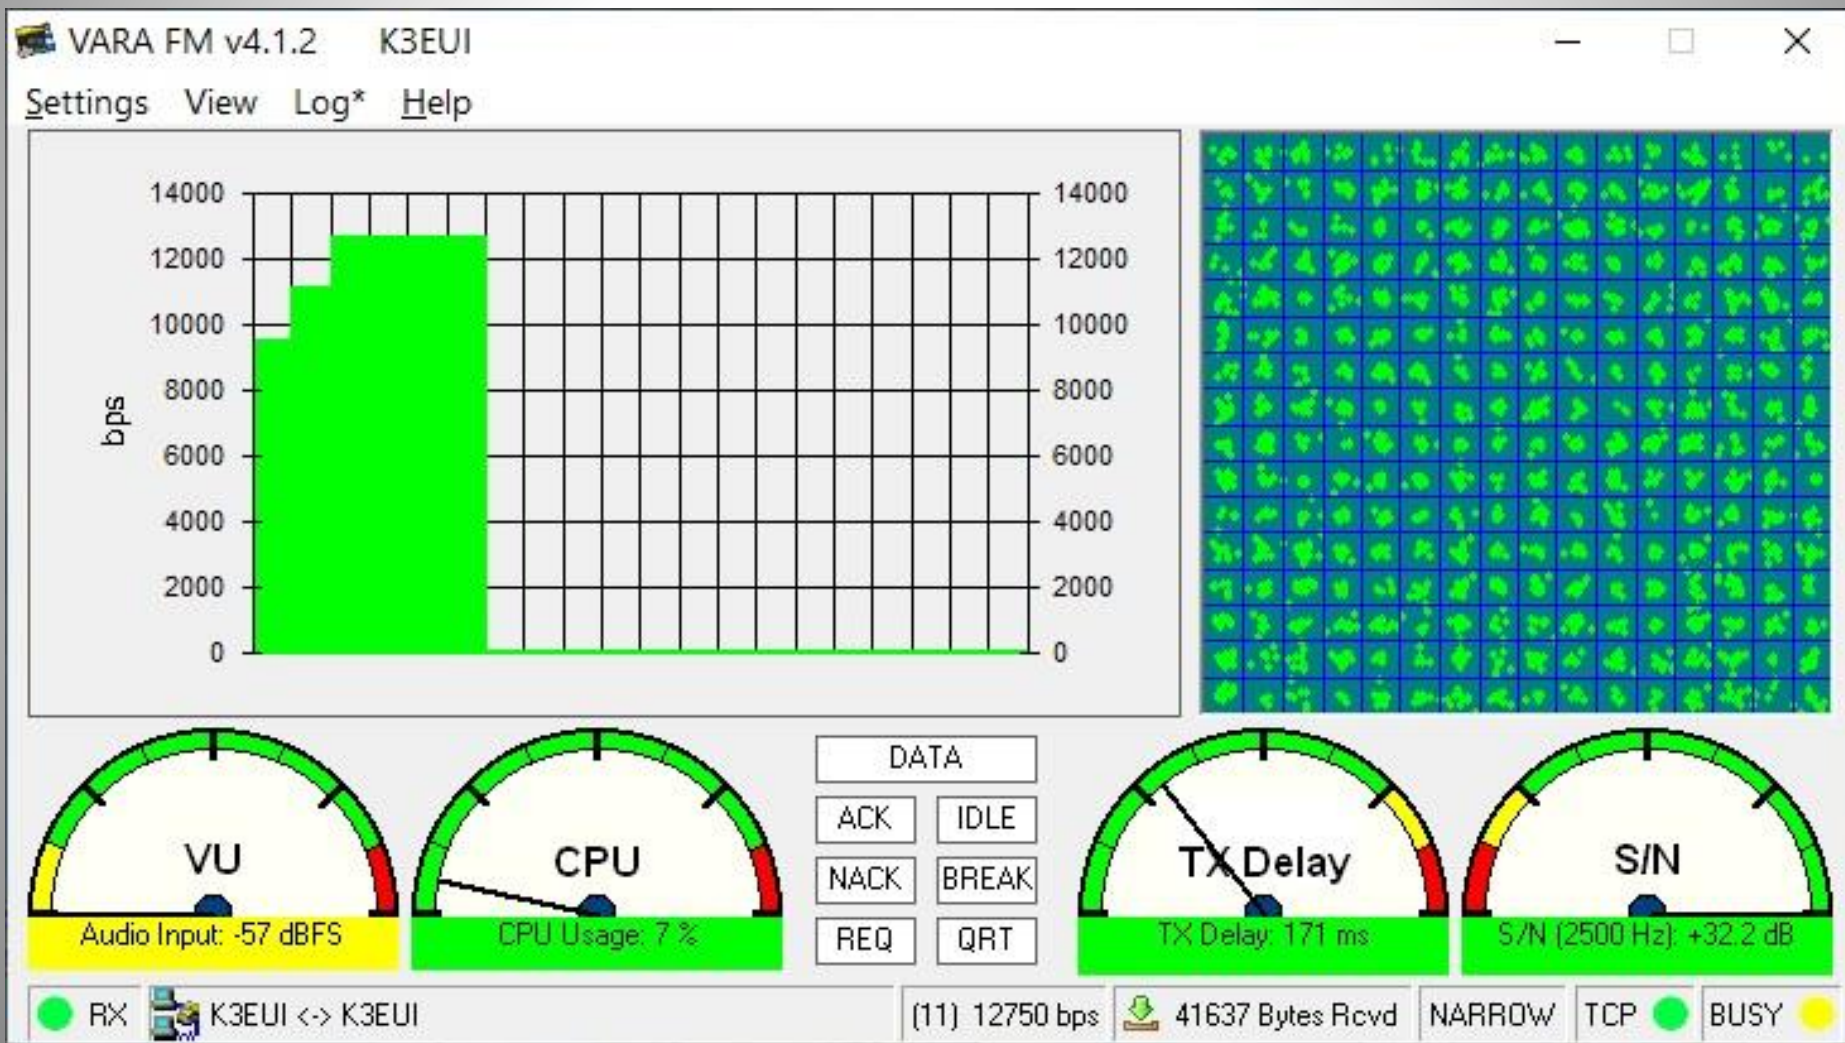 VARA FM v4.1.2 K3EUI
Settings View Log* Help
14000 14000
12000 12000
10000 10000
8000 8000
bps
6000 6000
4000 4000
2000 2000
0 0
VU
Audio Input: -57 dBFS
CPU
CPU Usage: 7 %
DATA
ACK IDLE
NACK BREAK
REQ QRT
TX Delay
TX Delay: 171 ms
S/N
S/N (2500 Hz): +32.2 dB
RX K3EUI <-> K3EUI (11) 12750 bps 41637 Bytes Rcvd NARROW TCP BUSY